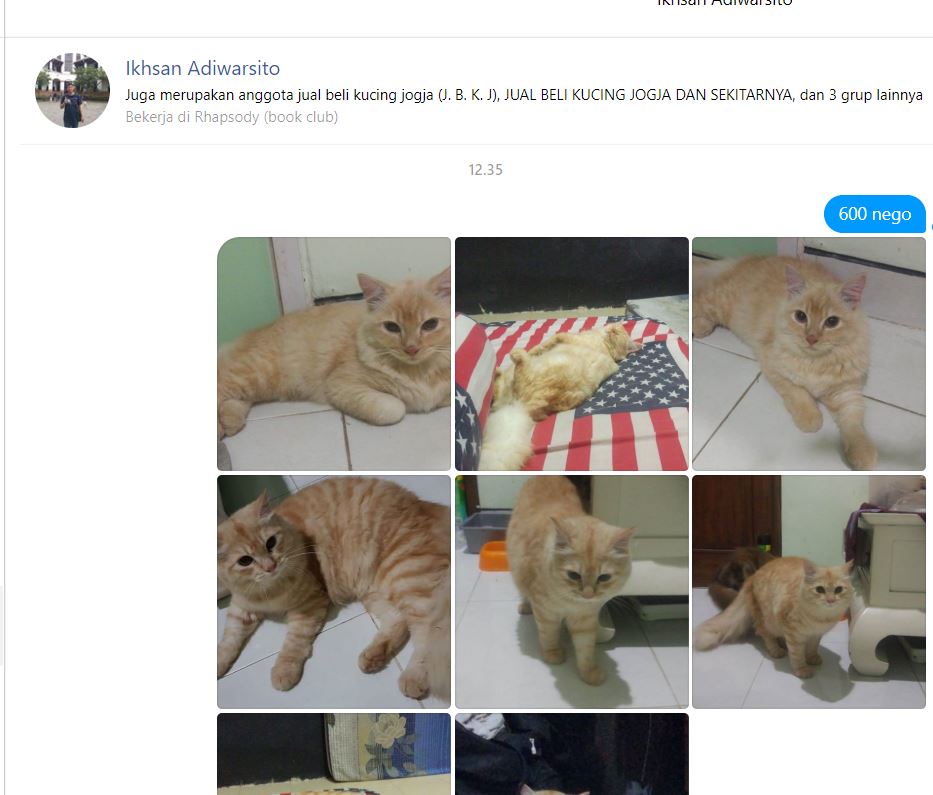 Ikhsan Adiwarsito
Ikhsan Adiwarsito
Juga merupakan anggota jual beli kucing jogja (J. B. K. J), JUAL BELI KUCING JOGJA DAN SEKITARNYA, dan 3 grup lainnya
Bekerja di Rhapsody (book club)
12.35
600 nego